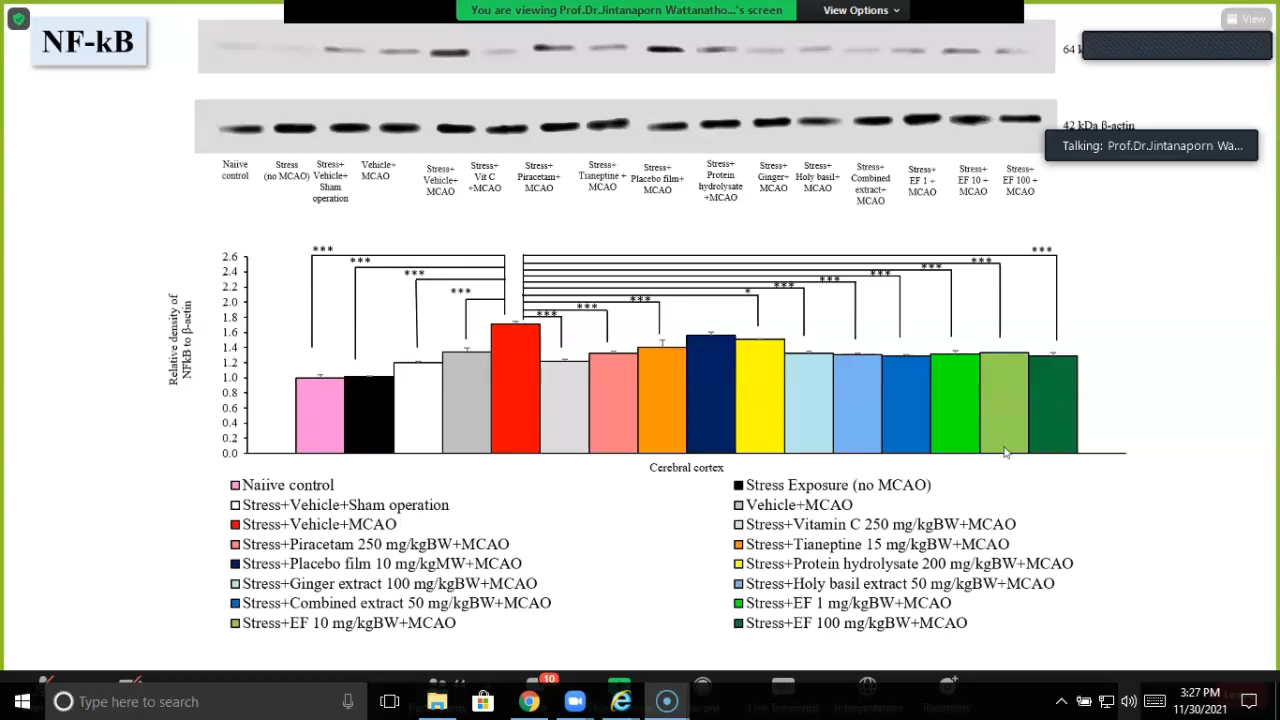 You are viewing Prof.Dr.Jintanaporn Wattanatho...'s screen
View Options
View
NF-kB
64
42 kDa β-actin
Talking: Prof.Dr.Jintanaporn Wa...
Naiive control
Stress (no MCAO)
Stress+ Vehicle+ Sham operation
Vehicle+ MCAO
Stress+ Vehicle+ MCAO
Stress+ Vit C +MCAO
Stress+ Piracetam+ MCAO
Stress+ Tianeptine + MCAO
Stress+ Placebo film+ MCAO
Stress+ Protein hydrolysate +MCAO
Stress+ Ginger+ MCAO
Stress+ Holy basil+ MCAO
Stress+ Combined extract+ MCAO
Stress+ EF 1 + MCAO
Stress+ EF 10 + MCAO
Stress+ EF 100 + MCAO
Relative density of NFkB to β-actin
2.6
2.4
2.2
2.0
1.8
1.6
1.4
1.2
1.0
0.8
0.6
0.4
0.2
0.0
***
***
***
***
***
***
***
*
***
***
***
***
***
***
Cerebral cortex
Naiive control
Stress Exposure (no MCAO)
Stress+Vehicle+Sham operation
Vehicle+MCAO
Stress+Vehicle+MCAO
Stress+Vitamin C 250 mg/kgBW+MCAO
Stress+Piracetam 250 mg/kgBW+MCAO
Stress+Tianeptine 15 mg/kgBW+MCAO
Stress+Placebo film 10 mg/kgMW+MCAO
Stress+Protein hydrolysate 200 mg/kgBW+MCAO
Stress+Ginger extract 100 mg/kgBW+MCAO
Stress+Holy basil extract 50 mg/kgBW+MCAO
Stress+Combined extract 50 mg/kgBW+MCAO
Stress+EF 1 mg/kgBW+MCAO
Stress+EF 10 mg/kgBW+MCAO
Stress+EF 100 mg/kgBW+MCAO
44
10
Live Transcript
Reactions
Type here to search
3:27 PM
11/30/2021